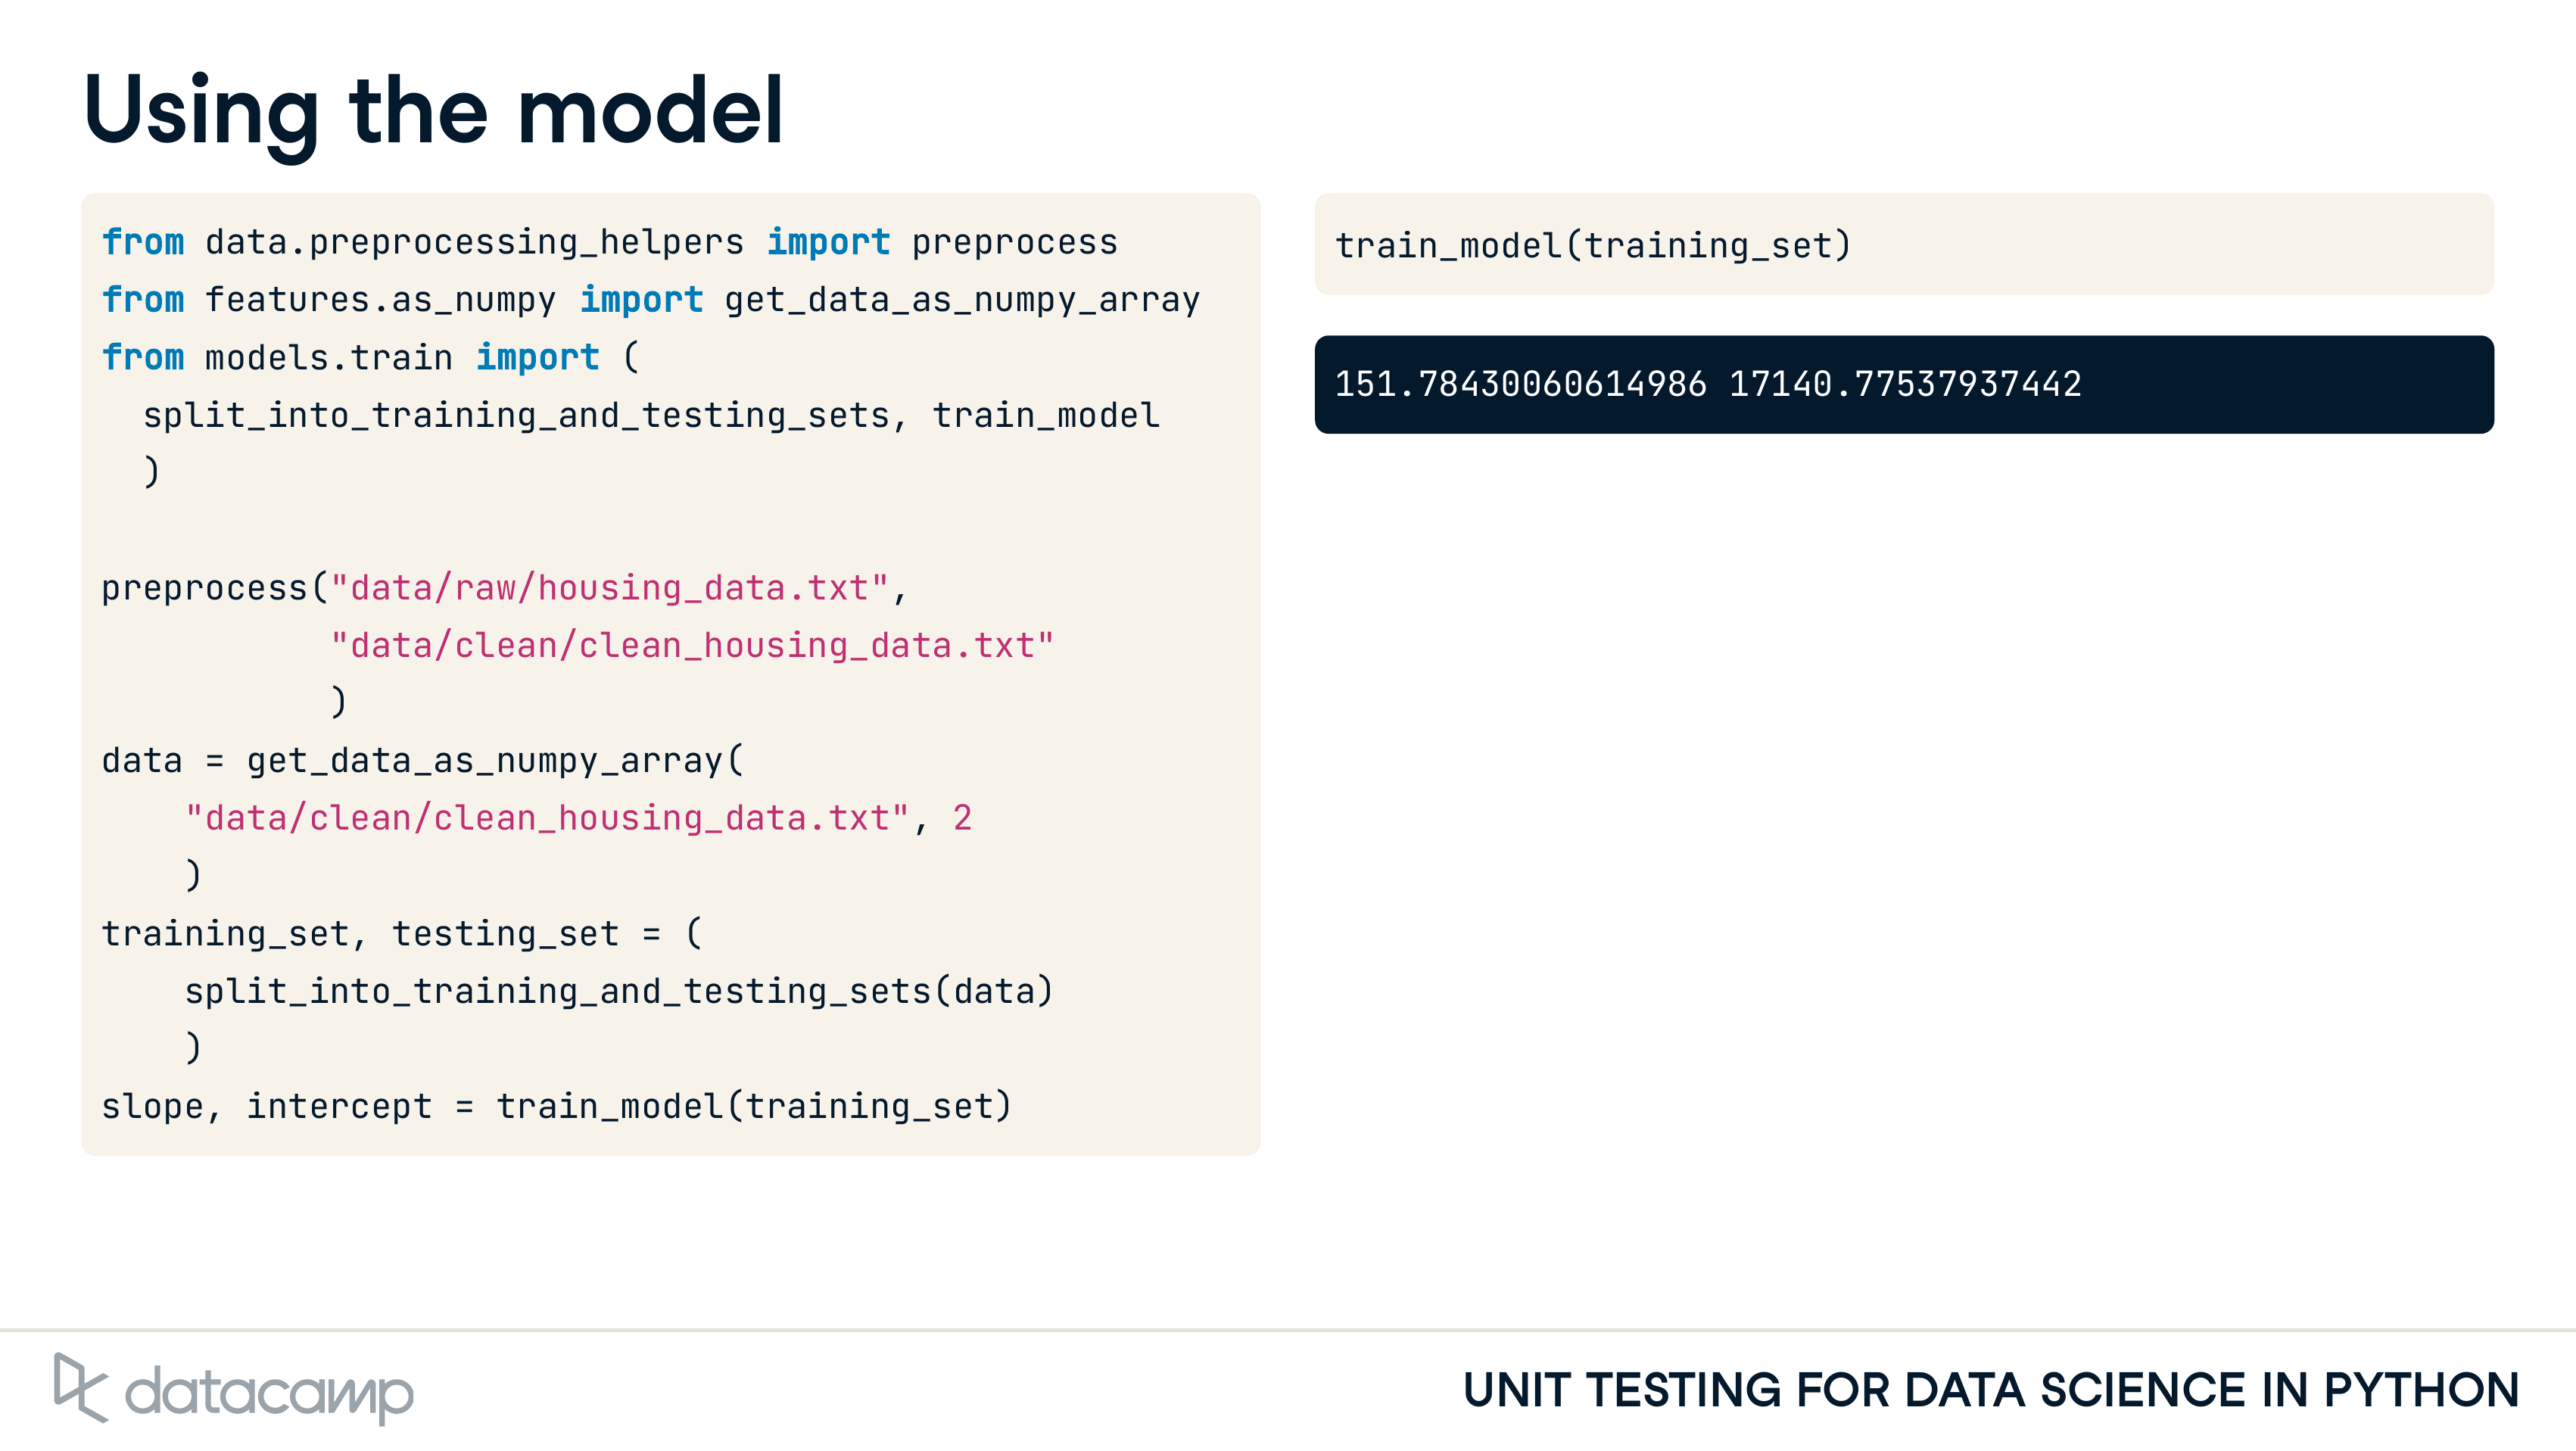 Using the model
from data.preprocessing_helpers import preprocess
from features.as_numpy import get_data_as_numpy_array
from models.train import (
  split_into_training_and_testing_sets, train_model
  )

preprocess("data/raw/housing_data.txt",
           "data/clean/clean_housing_data.txt"
           )
data = get_data_as_numpy_array(
    "data/clean/clean_housing_data.txt", 2
    )
training_set, testing_set = (
    split_into_training_and_testing_sets(data)
    )
slope, intercept = train_model(training_set)
train_model(training_set)
151.78430060614986 17140.77537937442
datacamp
UNIT TESTING FOR DATA SCIENCE IN PYTHON